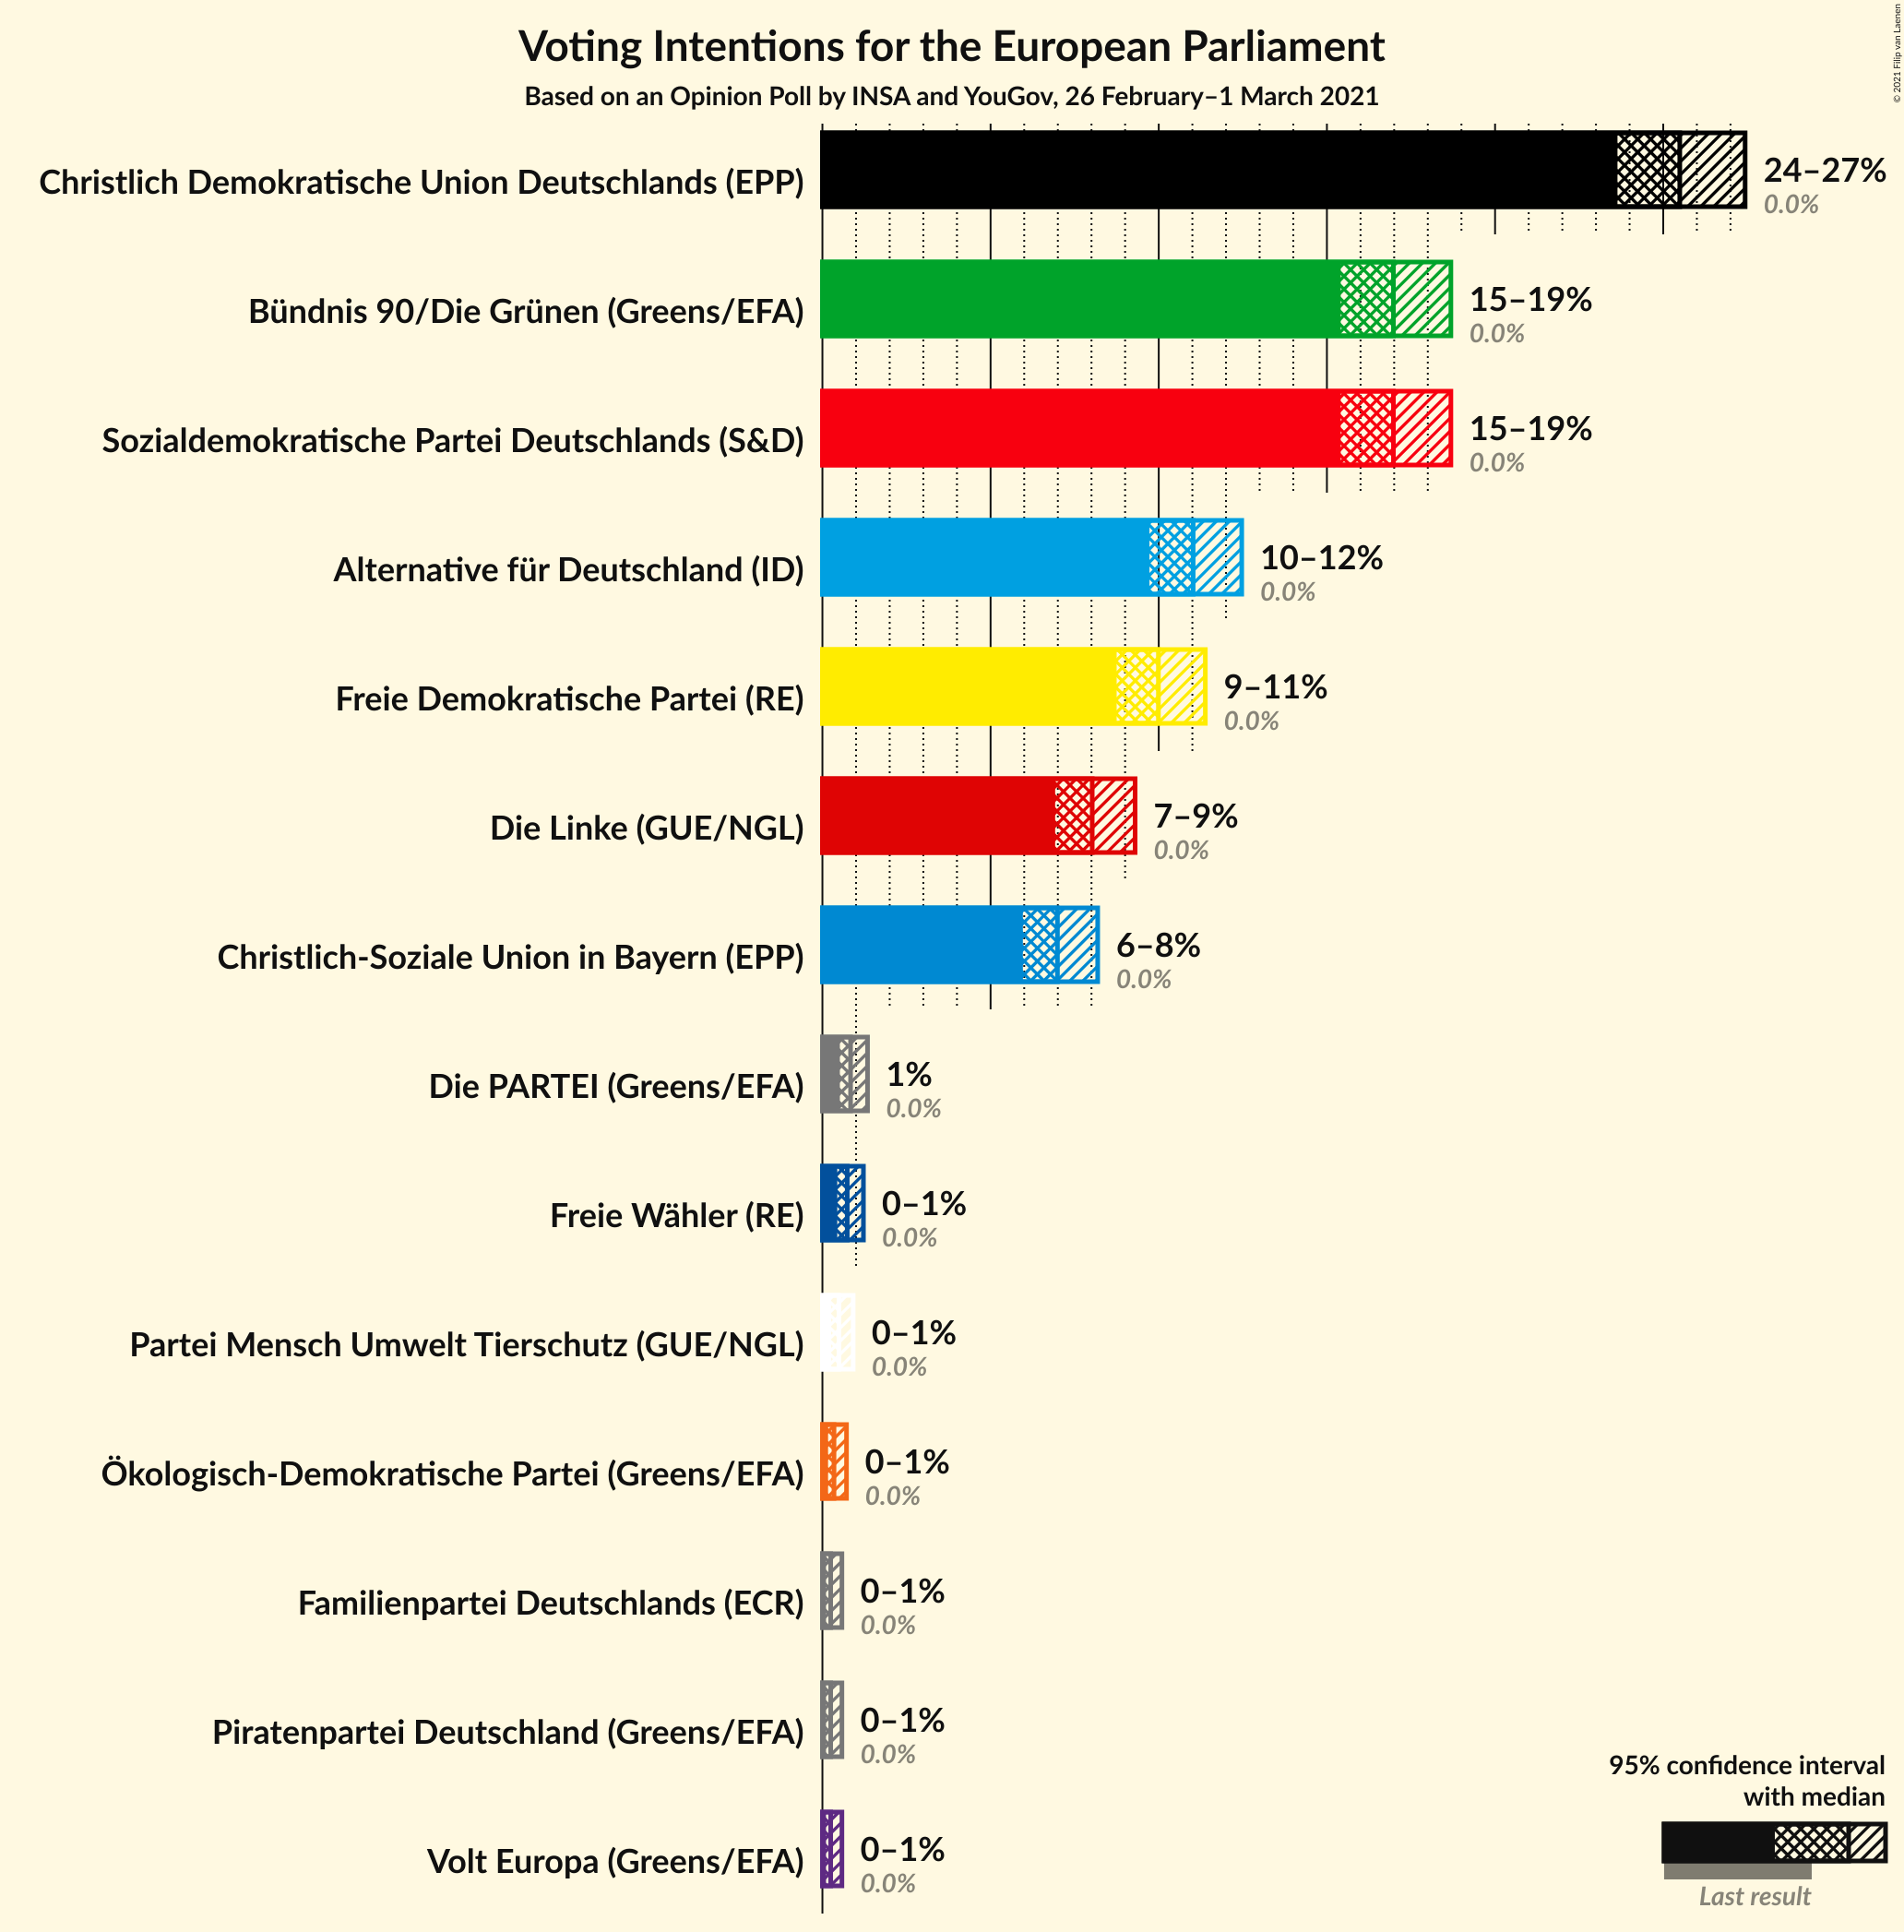 Voting Intentions for the European Parliament
Based on an Opinion Poll by INSA and YouGov, 26 February–1 March 2021
© 2021 Filip van Laenen
Christlich Demokratische Union Deutschlands (EPP)
24–27%
0.0%
Bündnis 90/Die Grünen (Greens/EFA)
15–19%
0.0%
Sozialdemokratische Partei Deutschlands (S&D)
15–19%
0.0%
Alternative für Deutschland (ID)
10–12%
0.0%
Freie Demokratische Partei (RE)
9–11%
0.0%
Die Linke (GUE/NGL)
7–9%
0.0%
Christlich-Soziale Union in Bayern (EPP)
6–8%
0.0%
Die PARTEI (Greens/EFA)
1%
0.0%
Freie Wähler (RE)
0–1%
0.0%
Partei Mensch Umwelt Tierschutz (GUE/NGL)
0–1%
0.0%
Ökologisch-Demokratische Partei (Greens/EFA)
0–1%
0.0%
Familienpartei Deutschlands (ECR)
0–1%
0.0%
Piratenpartei Deutschland (Greens/EFA)
0–1%
0.0%
Volt Europa (Greens/EFA)
0–1%
0.0%
95% confidence interval
with median
Last result